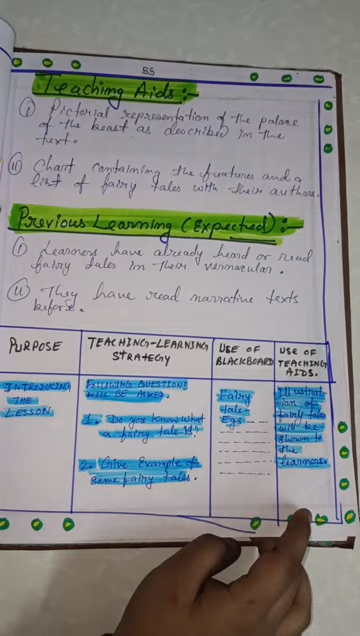 85
Teaching Aids :-
(i) Pictorial representation of the palace
of the beast as described in the
text.
(ii) Chart containing the features and a
list of fairy tales with their authors.
Previous Learning (Expected) :-
(i) Learners have already heard or read
fairy tales in their vernacular.
(ii) They have read narrative texts
before.
PURPOSE
TEACHING-LEARNING
STRATEGY
USE OF
BLACKBOARD
USE OF
TEACHING
AIDS.
INTRODUCING
THE
LESSON
FOLLOWING QUESTIONS
WILL BE ASKED.
1. Do you know what
a fairy tale is?
2. Give Example of
some fairy tales.
Fairy
tale
Egs
Illustrat
ion of
fairy tale
will be
shown to
the
learners.